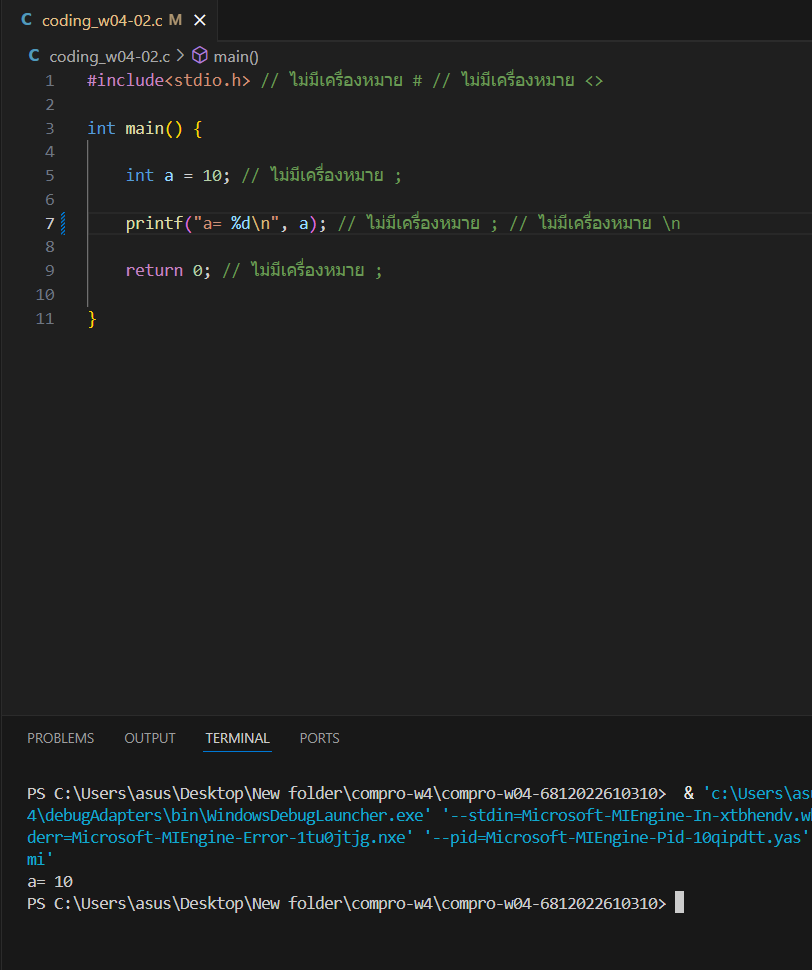 C coding_w04-02.c M ×
C coding_w04-02.c > main()
1 #include<stdio.h> // ไม่มีเครื่องหมาย # // ไม่มีเครื่องหมาย <>
2
3 int main() {
4
5 int a = 10; // ไม่มีเครื่องหมาย ;
6
7 printf("a= %d\n", a); // ไม่มีเครื่องหมาย ; // ไม่มีเครื่องหมาย \n
8
9 return 0; // ไม่มีเครื่องหมาย ;
10
11 }
PROBLEMS OUTPUT TERMINAL PORTS
PS C:\Users\asus\Desktop\New folder\compro-w4\compro-w04-6812022610310> & 'c:\Users\asu
4\debugAdapters\bin\WindowsDebugLauncher.exe' '--stdin=Microsoft-MIEngine-In-xtbhendv.wh
derr=Microsoft-MIEngine-Error-1tu0jtjg.nxe' '--pid=Microsoft-MIEngine-Pid-10qipdtt.yas'
mi'
a= 10
PS C:\Users\asus\Desktop\New folder\compro-w4\compro-w04-6812022610310>